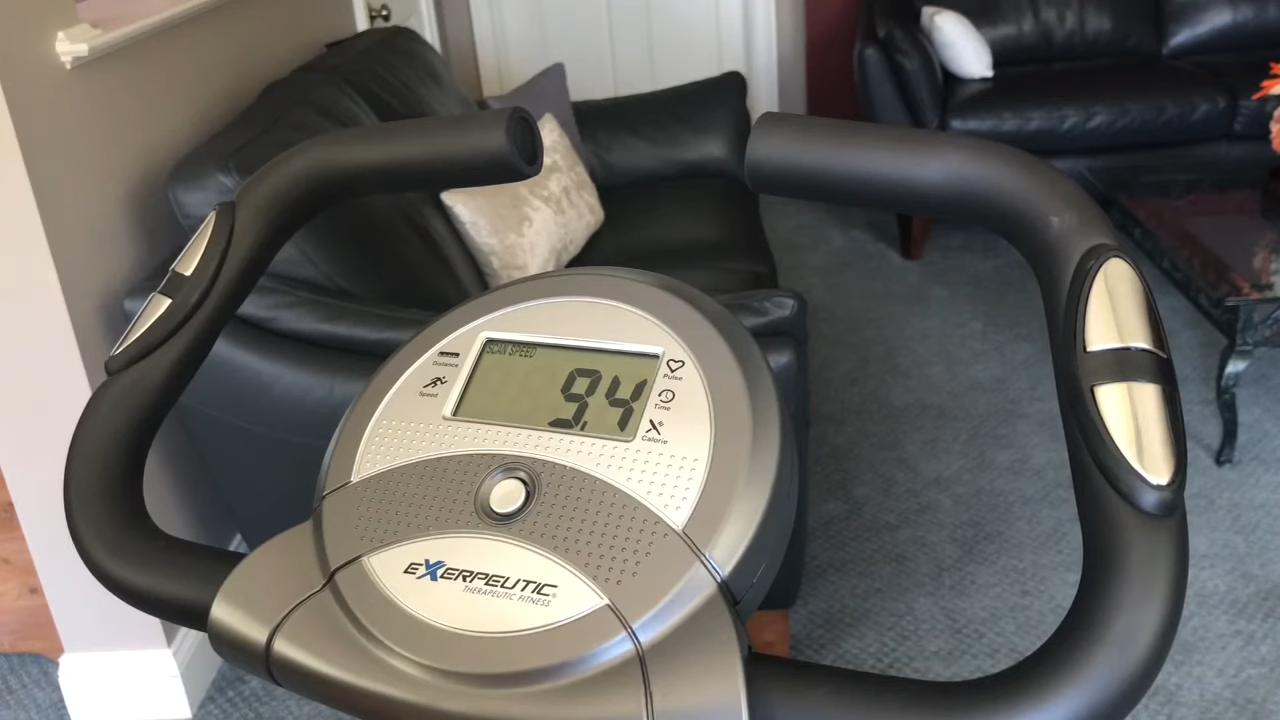 SCAN SPEED
9.4
Distance
Speed
Pulse
Time
Calorie
EXERPEUTIC®
THERAPEUTIC FITNESS